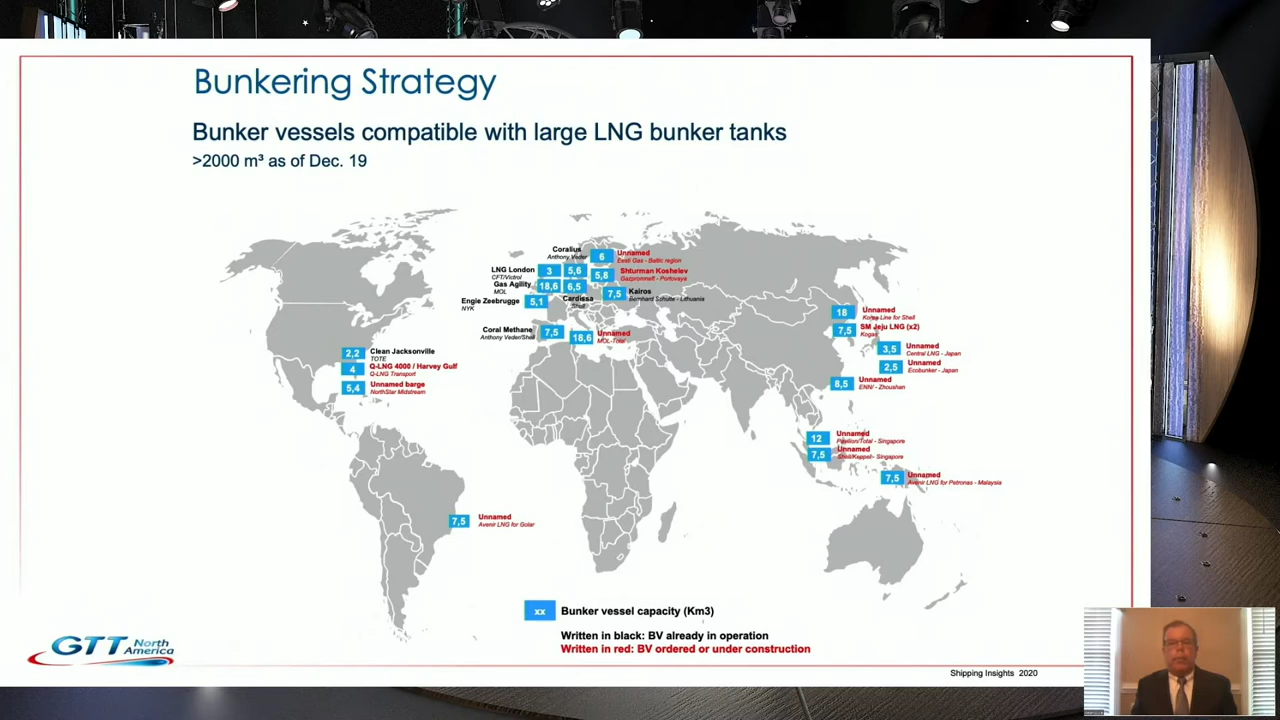 Bunkering Strategy
Bunker vessels compatible with large LNG bunker tanks
>2000 m³ as of Dec. 19
Coralius
Anthony Veder
6
Unnamed
Eesti Gas - Baltic region
LNG London
CFT/Victrol
3
5,6
5,8
Shturman Koshelev
Gazpromneft - Portovaya
Gas Agility
MOL
18,6
6,5
7,5
Kairos
Bernhard Schulte - Lithuania
Cardissa
Shell
Engie Zeebrugge
NYK
5,1
Coral Methane
Anthony Veder/Shell
7,5
18,6
Unnamed
MOL-Total
2,2
Clean Jacksonville
TOTE
4
Q-LNG 4000 / Harvey Gulf
Q-LNG Transport
5,4
Unnamed barge
NorthStar Midstream
18
Unnamed
Korea Line for Shell
7,5
SM Jeju LNG (x2)
Kogas
3,5
Unnamed
Central LNG - Japan
2,5
Unnamed
Ecobunker - Japan
8,5
Unnamed
ENN/ - Zhoushan
12
Unnamed
Pavilion/Total - Singapore
7,5
Unnamed
Shell/Keppel - Singapore
7,5
Unnamed
Avenir LNG for Petronas - Malaysia
7,5
Unnamed
Avenir LNG for Golar
xx
Bunker vessel capacity (Km3)
Written in black: BV already in operation
Written in red: BV ordered or under construction
GTT North America
Shipping Insights 2020